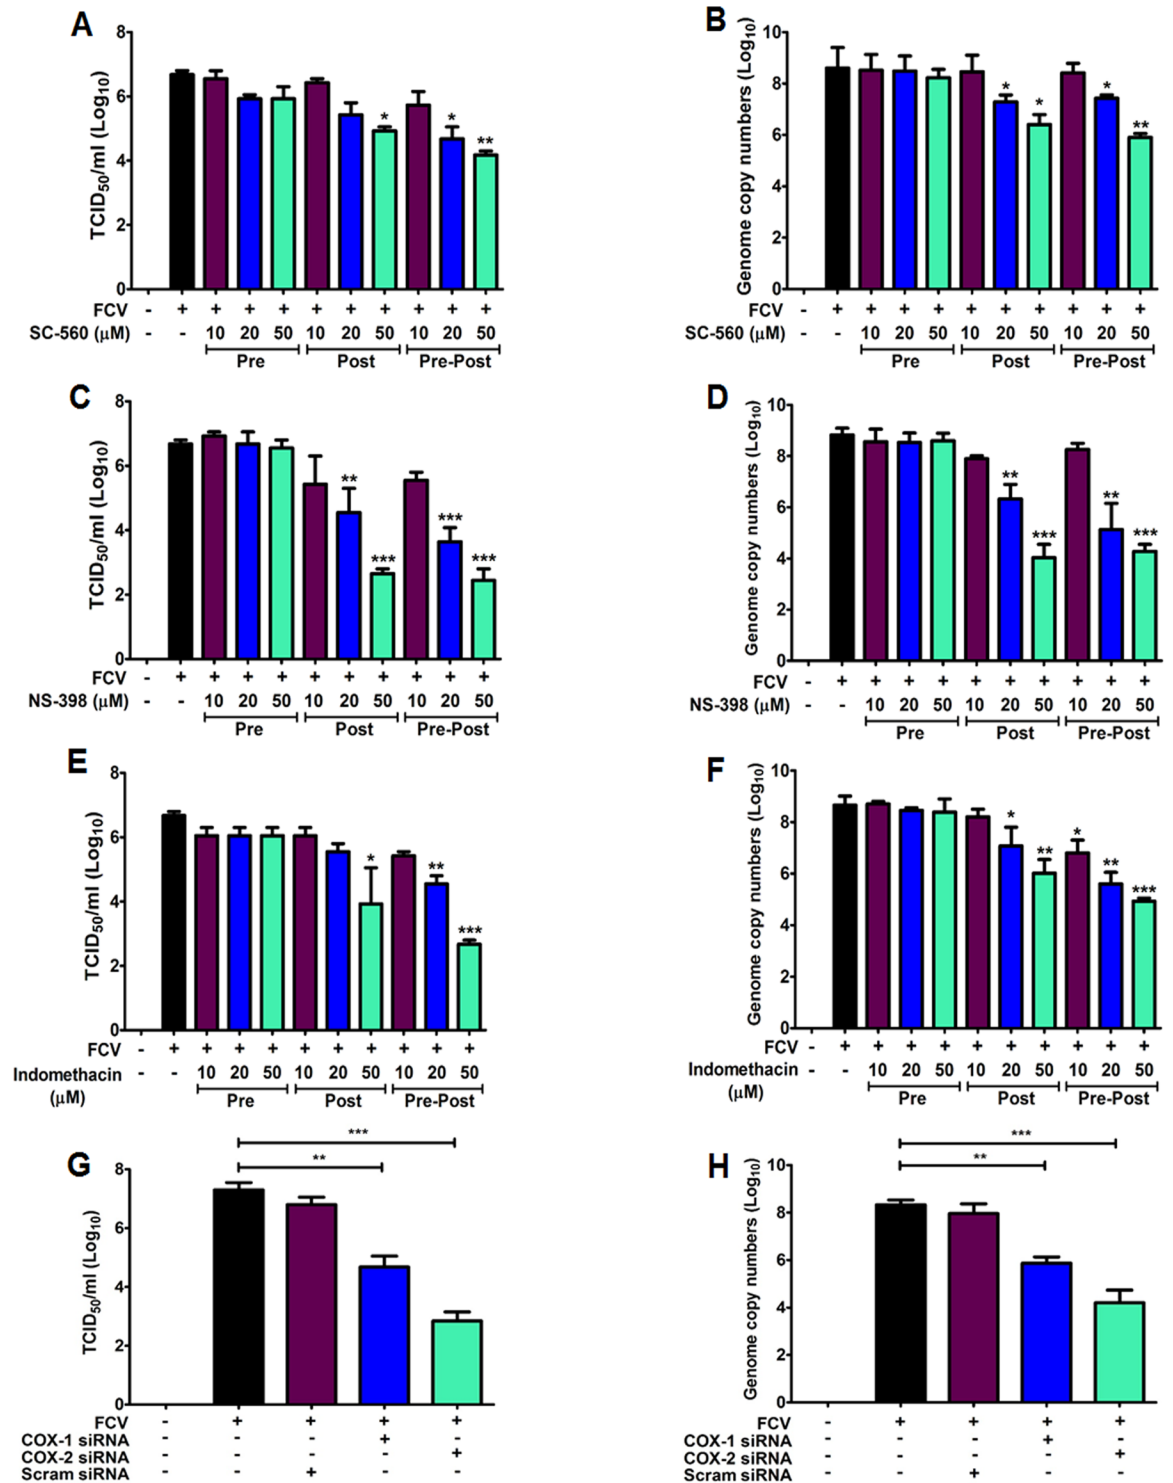 A
TCID50/ml (Log10)
8
6
4
2
0
FCV - + + + + + + + + + +
SC-560 (μM) - - 10 20 50 10 20 50 10 20 50
Pre Post Pre-Post
* * **
B
Genome copy numbers (Log10)
10
8
6
4
2
0
FCV - + + + + + + + + + +
SC-560 (μM) - - 10 20 50 10 20 50 10 20 50
Pre Post Pre-Post
* * * **
C
TCID50/ml (Log10)
8
6
4
2
0
FCV - + + + + + + + + + +
NS-398 (μM) - - 10 20 50 10 20 50 10 20 50
Pre Post Pre-Post
** *** *** ***
D
Genome copy numbers (Log10)
10
8
6
4
2
0
FCV - + + + + + + + + + +
NS-398 (μM) - - 10 20 50 10 20 50 10 20 50
Pre Post Pre-Post
** *** ** ***
E
TCID50/ml (Log10)
8
6
4
2
0
FCV - + + + + + + + + + +
Indomethacin - - 10 20 50 10 20 50 10 20 50
(μM)
Pre Post Pre-Post
* ** ***
F
Genome copy numbers (Log10)
10
8
6
4
2
0
FCV - + + + + + + + + + +
Indomethacin - - 10 20 50 10 20 50 10 20 50
(μM)
Pre Post Pre-Post
* ** * ** ***
G
***
**
TCID50/ml (Log10)
8
6
4
2
0
FCV - + + + +
COX-1 siRNA - - - + -
COX-2 siRNA - - - - +
Scram siRNA - - + - -
H
***
**
Genome copy numbers (Log10)
10
8
6
4
2
0
FCV - + + + +
COX-1 siRNA - - - + -
COX-2 siRNA - - - - +
Scram siRNA - - + - -